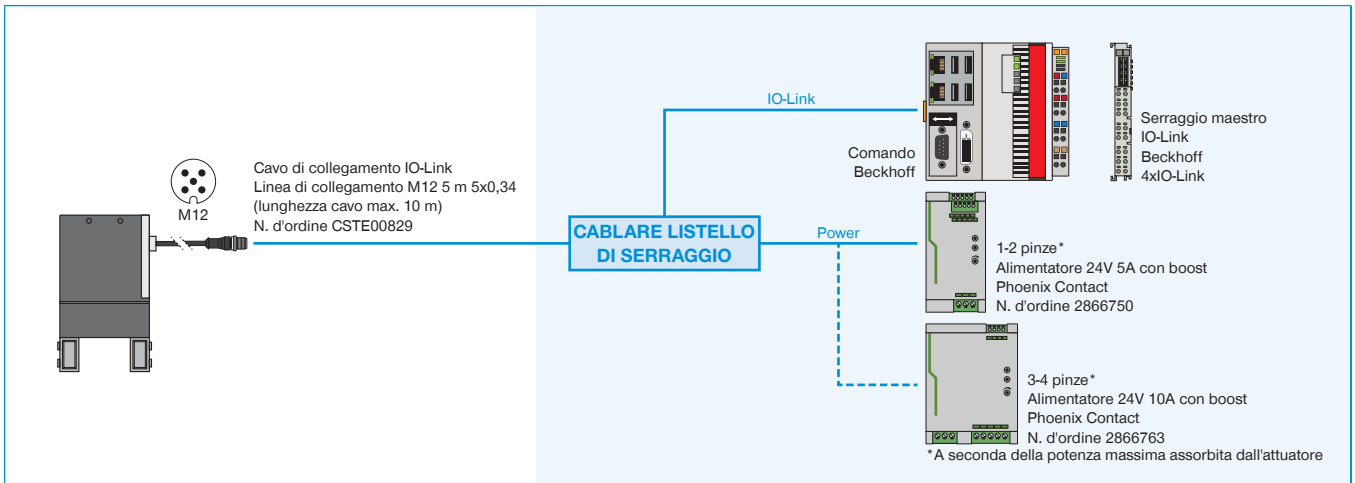 M12
Cavo di collegamento IO-Link
Linea di collegamento M12 5 m 5x0,34
(lunghezza cavo max. 10 m)
N. d'ordine CSTE00829
CABLARE LISTELLO
DI SERRAGGIO
IO-Link
Power
Comando
Beckhoff
Serraggio maestro
IO-Link
Beckhoff
4xIO-Link
1-2 pinze*
Alimentatore 24V 5A con boost
Phoenix Contact
N. d'ordine 2866750
3-4 pinze*
Alimentatore 24V 10A con boost
Phoenix Contact
N. d'ordine 2866763
*A seconda della potenza massima assorbita dall'attuatore